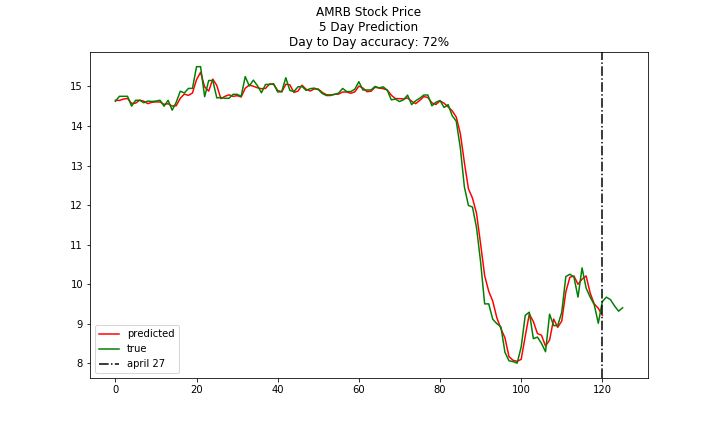 AMRB Stock Price
5 Day Prediction
Day to Day accuracy: 72%
15
14
13
12
11
10
9
8
predicted
true
april 27
0 20 40 60 80 100 120